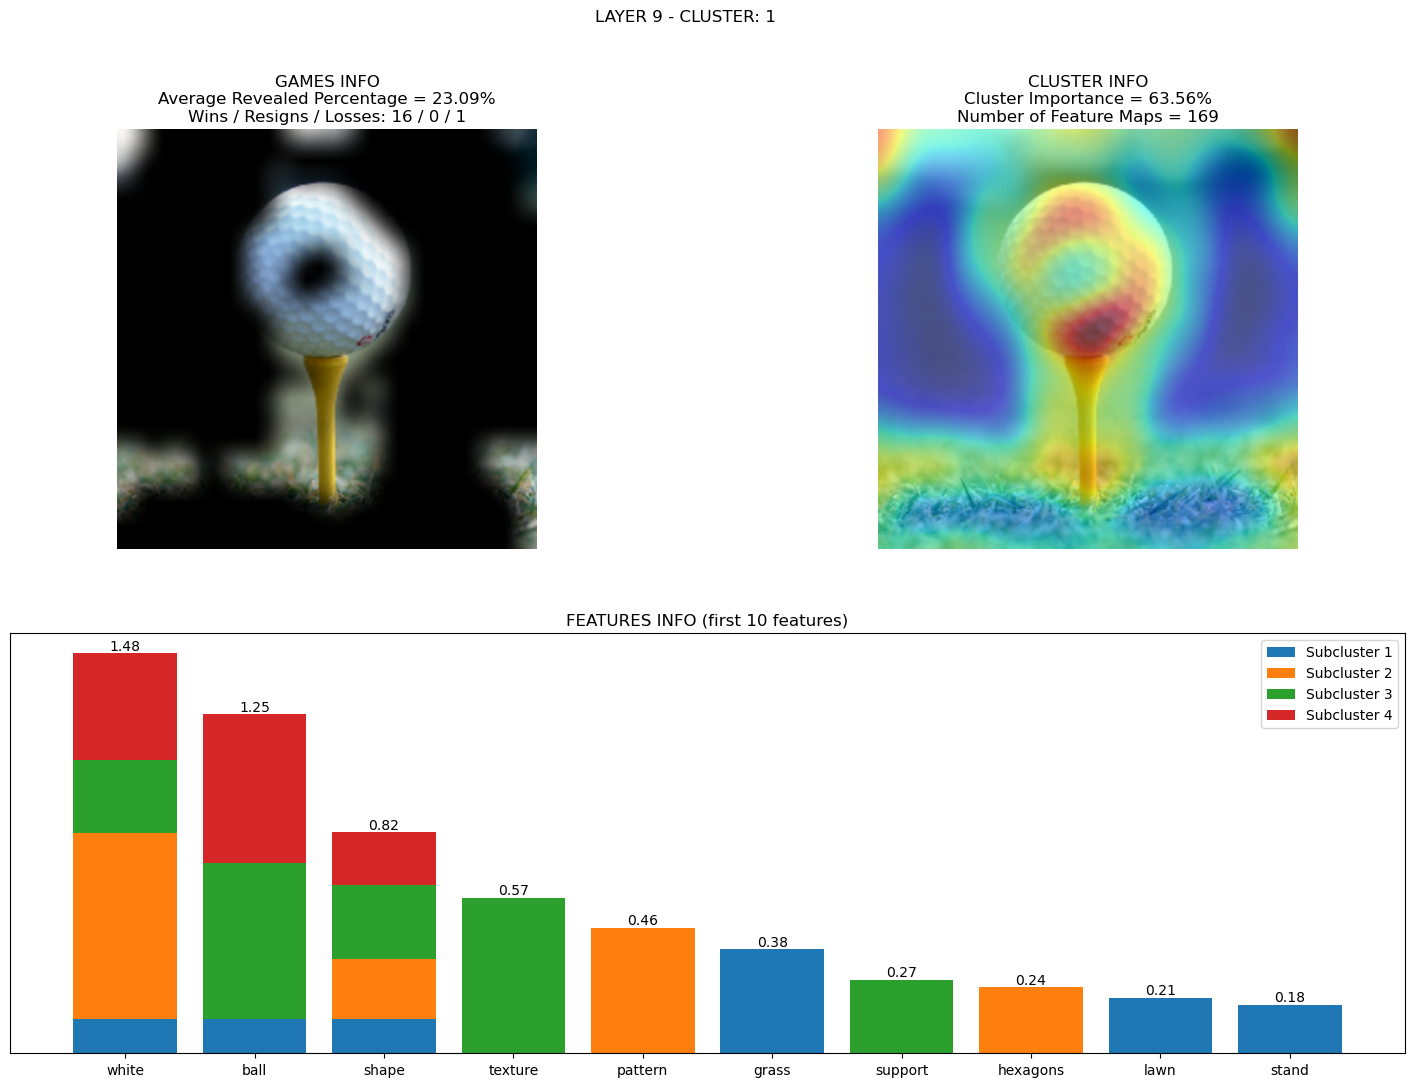 LAYER 9 - CLUSTER: 1
GAMES INFO
Average Revealed Percentage = 23.09%
Wins / Resigns / Losses: 16 / 0 / 1
CLUSTER INFO
Cluster Importance = 63.56%
Number of Feature Maps = 169
FEATURES INFO (first 10 features)
1.48
1.25
0.82
0.57
0.46
0.38
0.27
0.24
0.21
0.18
Subcluster 1
Subcluster 2
Subcluster 3
Subcluster 4
white
ball
shape
texture
pattern
grass
support
hexagons
lawn
stand